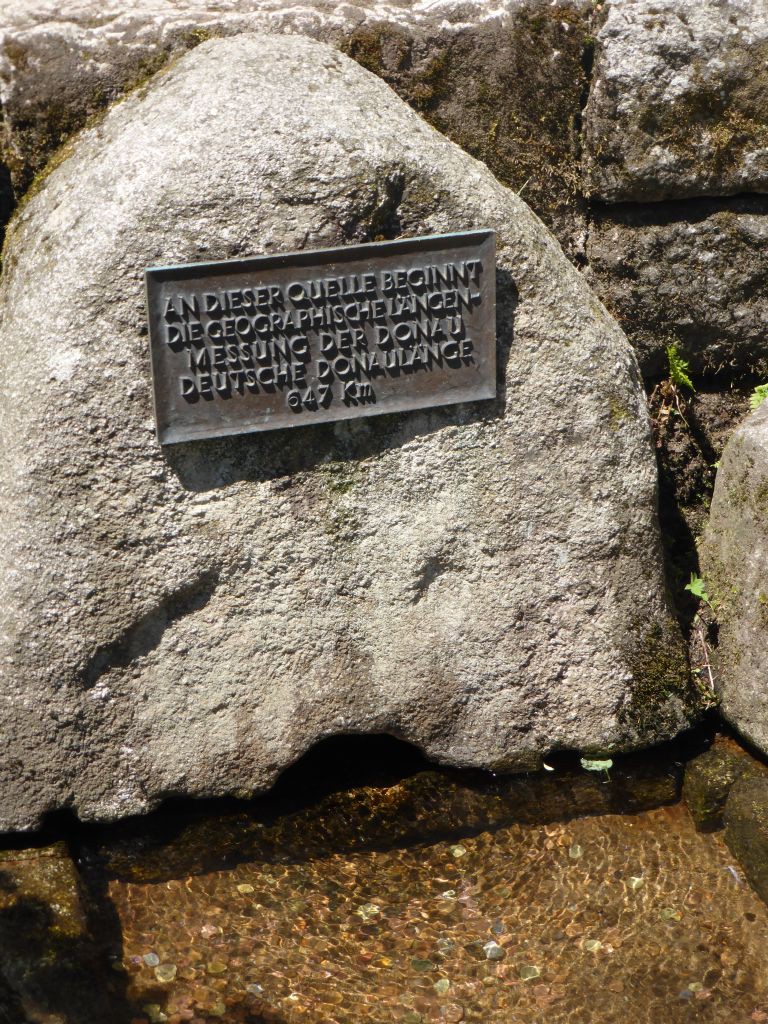 AN DIESER QUELLE BEGINNT
DIE GEOGRAPHISCHE LÄNGEN-
MESSUNG DER DONAU
DEUTSCHE DONAULÄNGE
647 Km